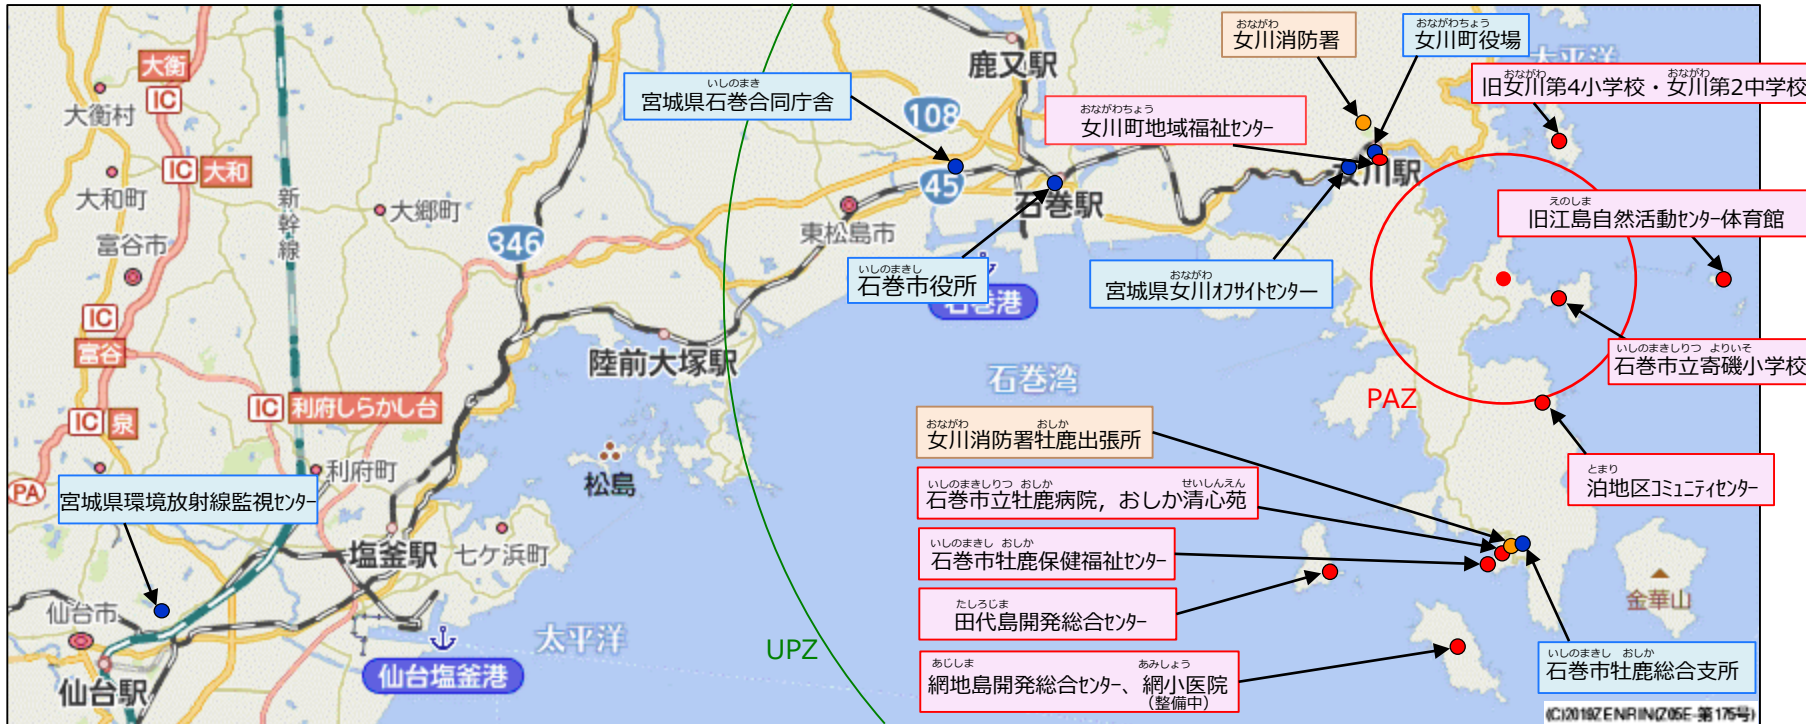 おながわ
女川消防署
おながわちょう
女川町役場
太平洋
おながわ おながわ
旧女川第4小学校・女川第2中学校
大衡
IC
大衡村
いしのまき
宮城県石巻合同庁舎
鹿又駅
108
おながわちょう
女川町地域福祉センター
IC 大和
大和町
新幹線
大郷町
富谷市
346
45
石巻駅
女川駅
東松島市
えのしま
旧江島自然活動センター体育館
いしのまきし
石巻市役所
石巻港
おながわ
宮城県女川オフサイトセンター
IC
富谷
陸前大塚駅
石巻湾
いしのまきしりつ よりいそ
石巻市立寄磯小学校
PAZ
IC 利府しらかし台
IC 泉
おながわ おしか
女川消防署牡鹿出張所
松島
利府町
PA
宮城県環境放射線監視センター
とまり
泊地区コミュニティセンター
いしのまきしりつ おしか せいしんえん
石巻市立牡鹿病院，おしか清心苑
塩釜駅
七ケ浜町
いしのまきし おしか
石巻市牡鹿保健福祉センター
たしろじま
田代島開発総合センター
金華山
仙台市
太平洋
UPZ
仙台塩釜港
仙台駅
あじしま あみしょう
網地島開発総合センター、網小医院
（整備中）
いしのまきし おしか
石巻市牡鹿総合支所
(C)2019ZENRIN(Z05E-第175号)